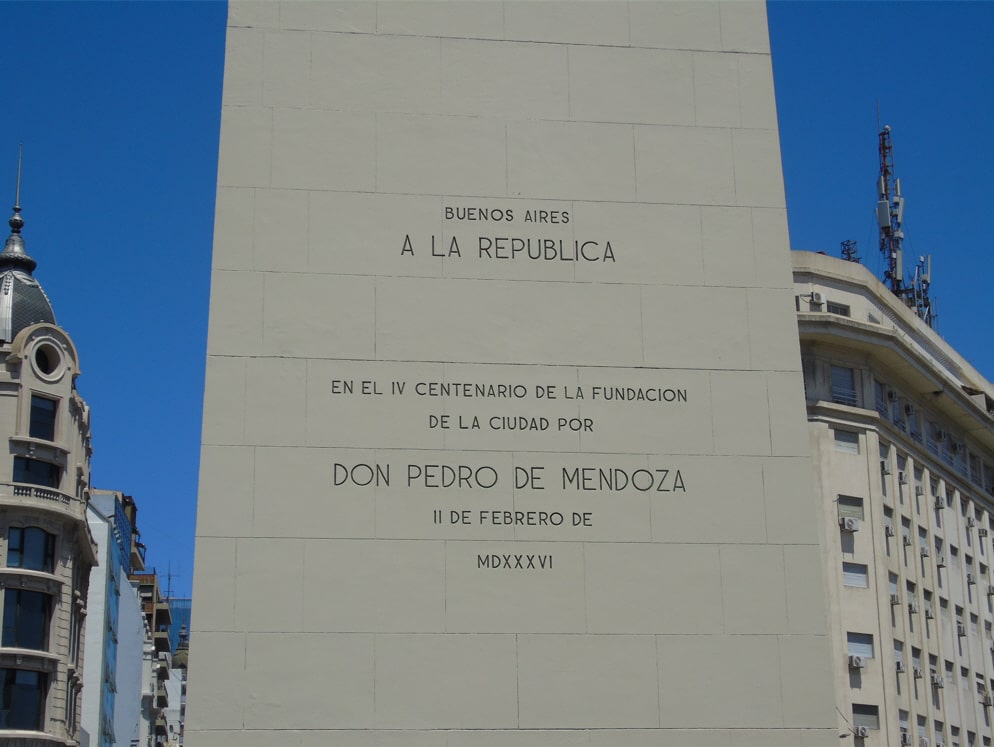 BUENOS AIRES
A LA REPUBLICA
EN EL IV CENTENARIO DE LA FUNDACION
DE LA CIUDAD POR
DON PEDRO DE MENDOZA
II DE FEBRERO DE
MDXXXVI